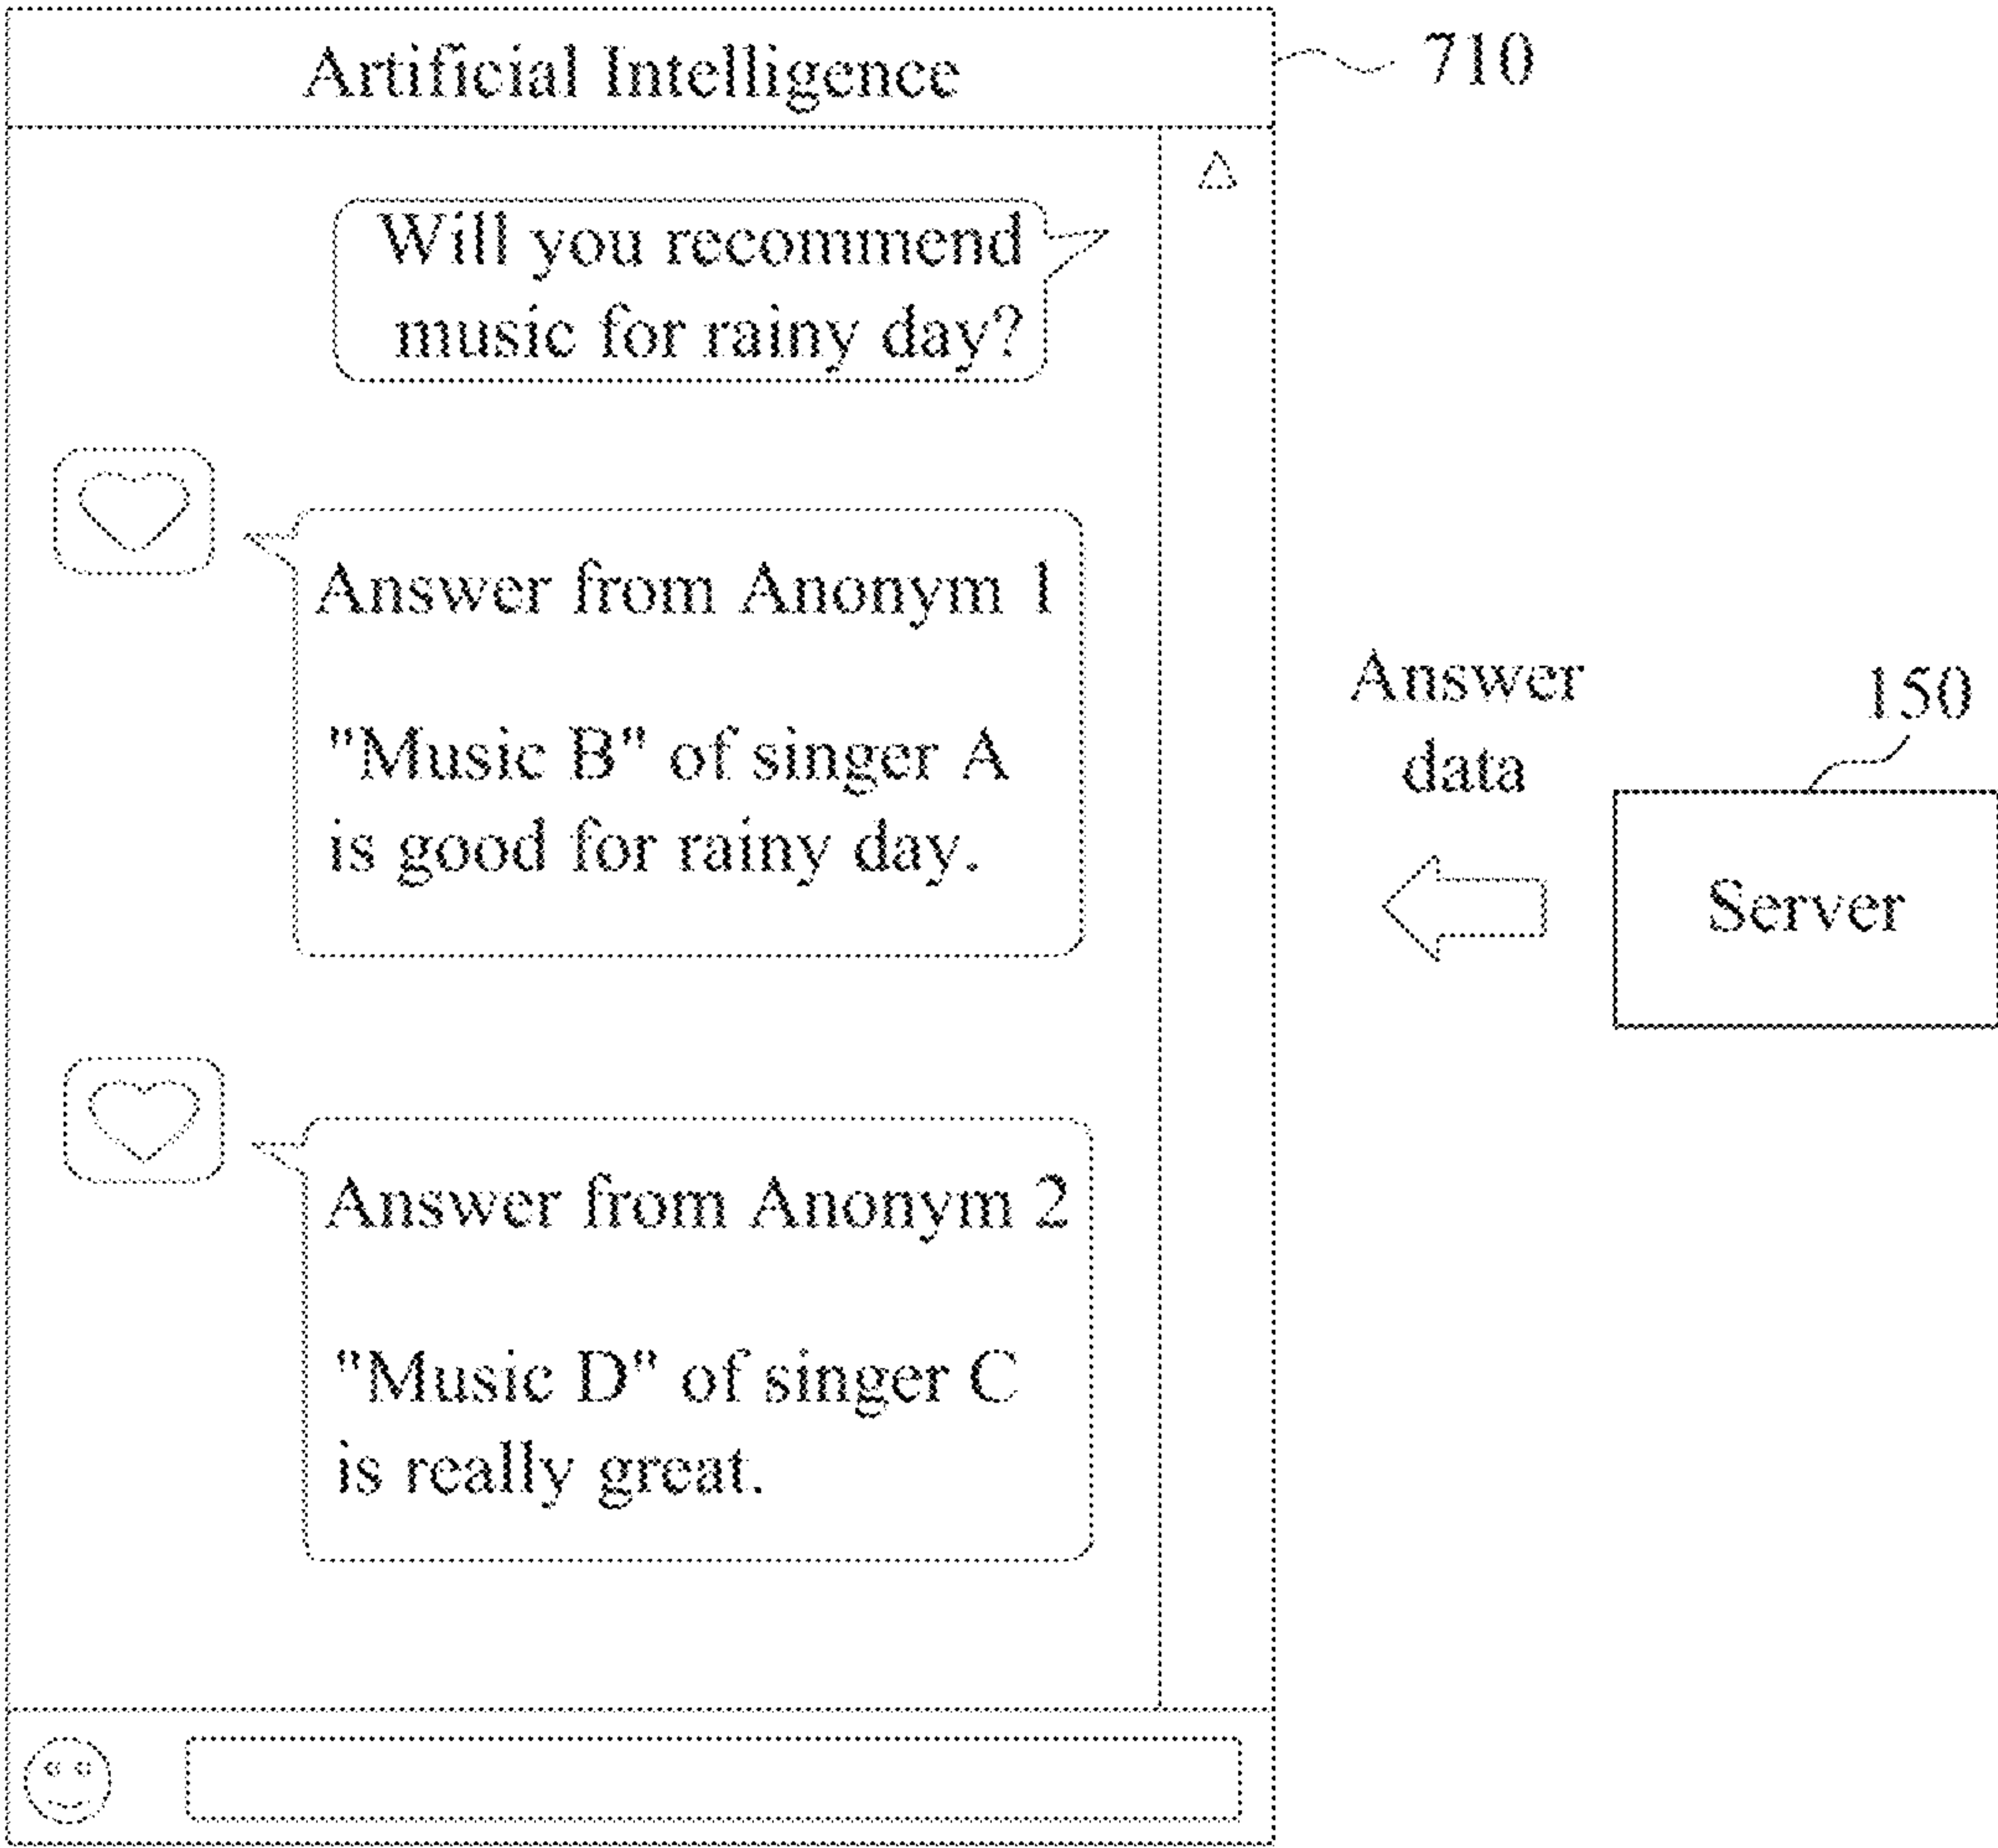 Artificial Intelligence
710
Will you recommend
music for rainy day?
Answer from Anonym 1
"Music B" of singer A
is good for rainy day.
Answer
data
150
Server
Answer from Anonym 2
"Music D" of singer C
is really great.